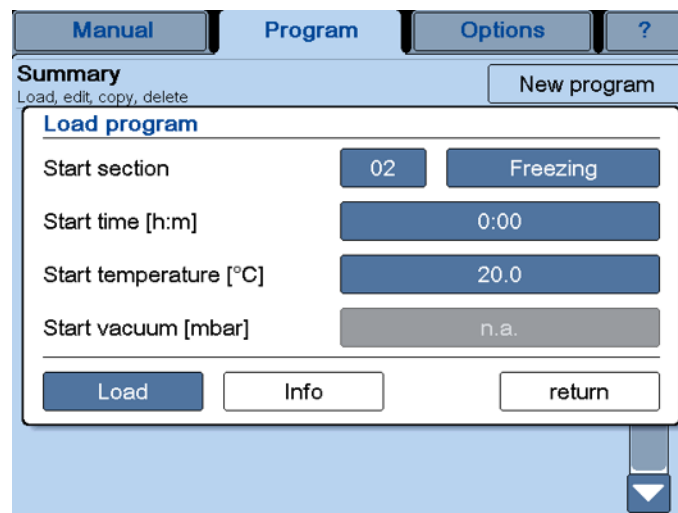 Manual Program Options ?
Summary
Load, edit, copy, delete
New program
Load program
Start section 02 Freezing
Start time [h:m] 0:00
Start temperature [°C] 20.0
Start vacuum [mbar] n.a.
Load Info return